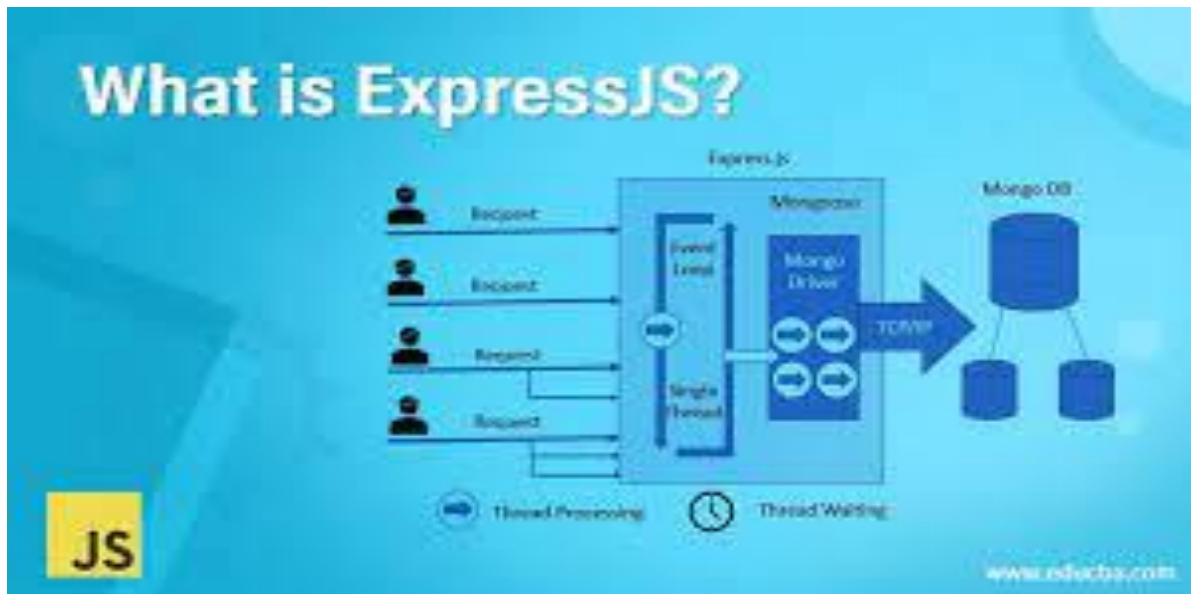 What is ExpressJS?
Express.js
Mongoose
Mongo DB
Request
Request
Request
Request
Event
Loop
Single
Thread
Mongo
Driver
TCP/IP
Thread Processing
Thread Waiting
JS
www.educba.com